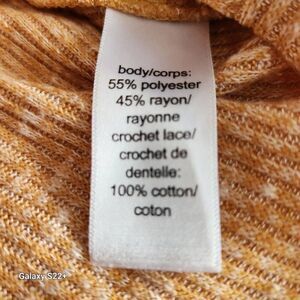 body/corps:
55% polyester
45% rayon/
rayonne
crochet lace/
crochet de
dentelle:
100% cotton/
coton
Galaxy S22+